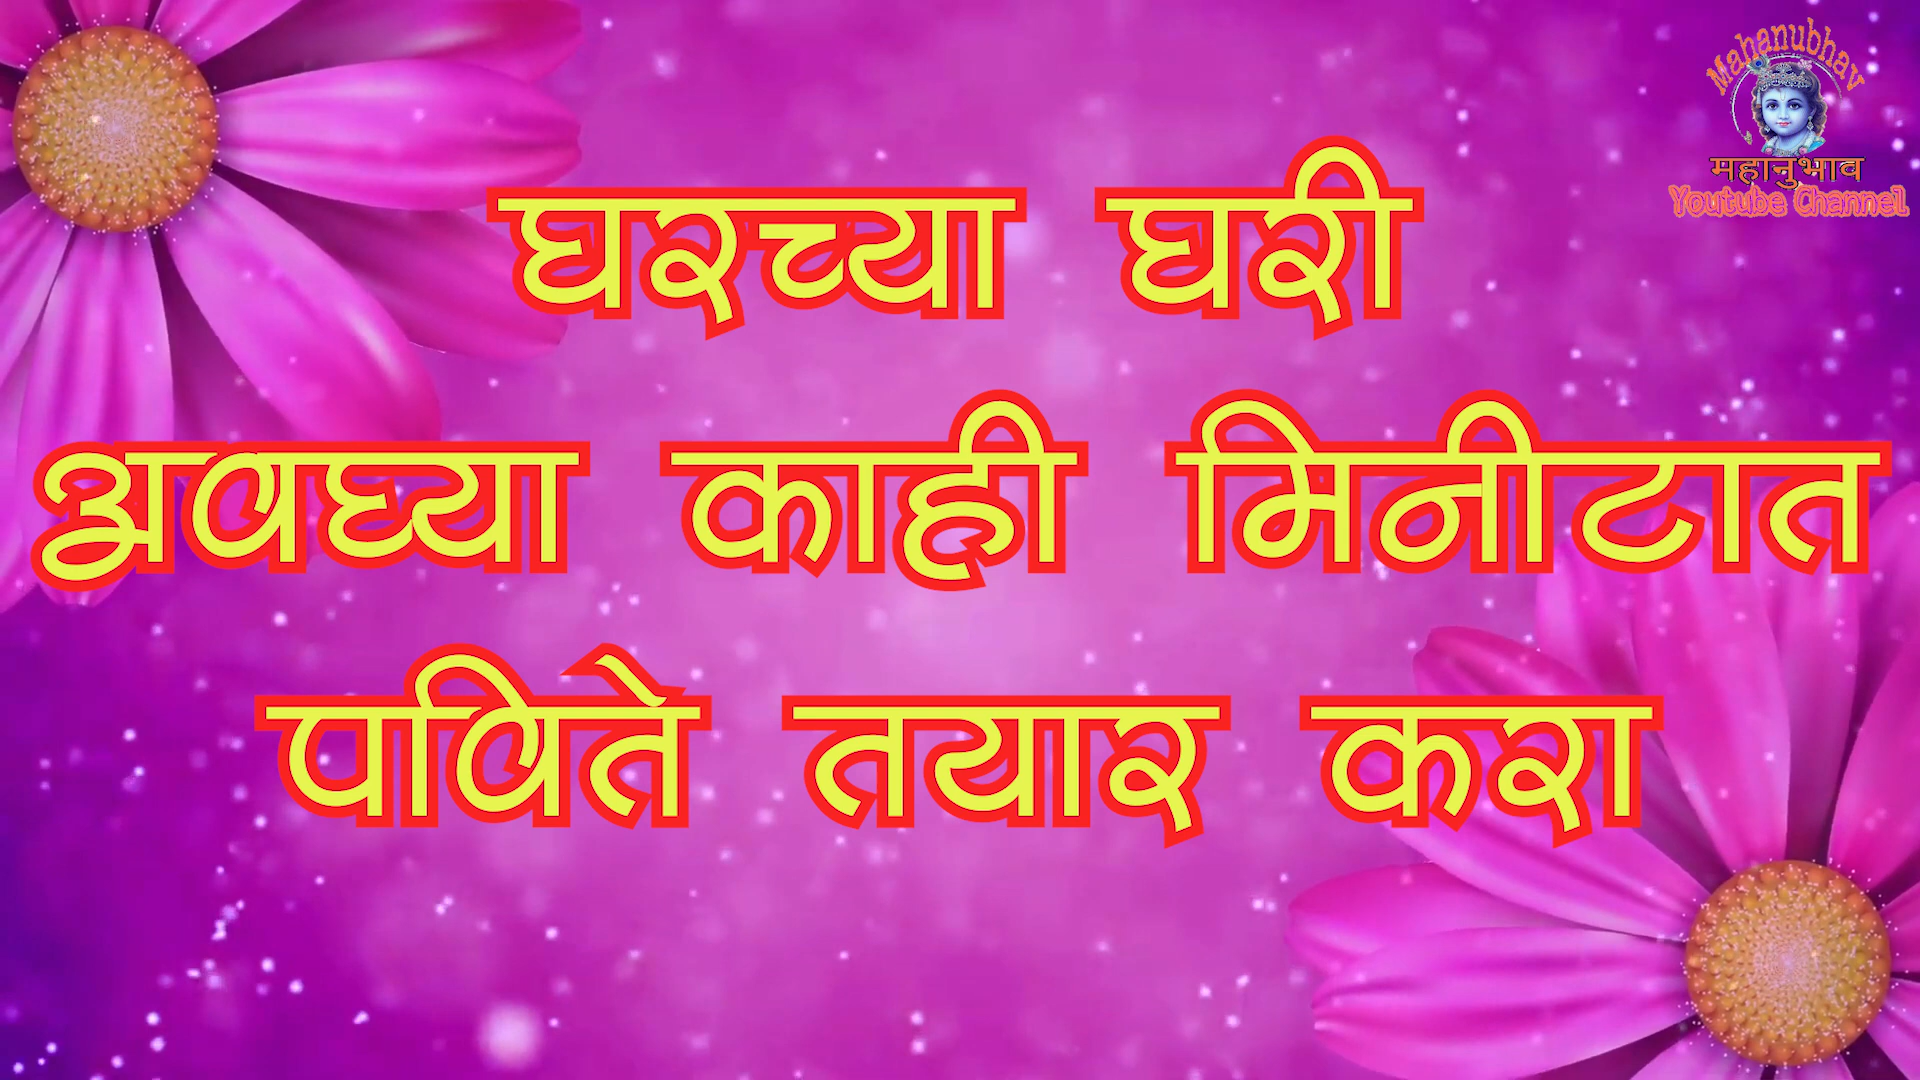 Mahanubhav
महानुभाव
Youtube Channel
घरच्या घरी
अवघ्या काही मिनीटात
पविते तयार करा